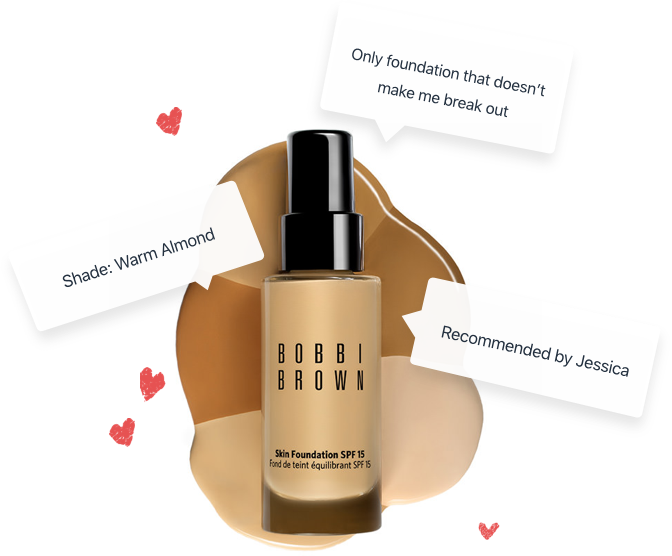 Only foundation that doesn’t
make me break out
Shade: Warm Almond
Recommended by Jessica
BOBBI
BROWN
Skin Foundation SPF 15
Fond de teint équilibrant SPF 15